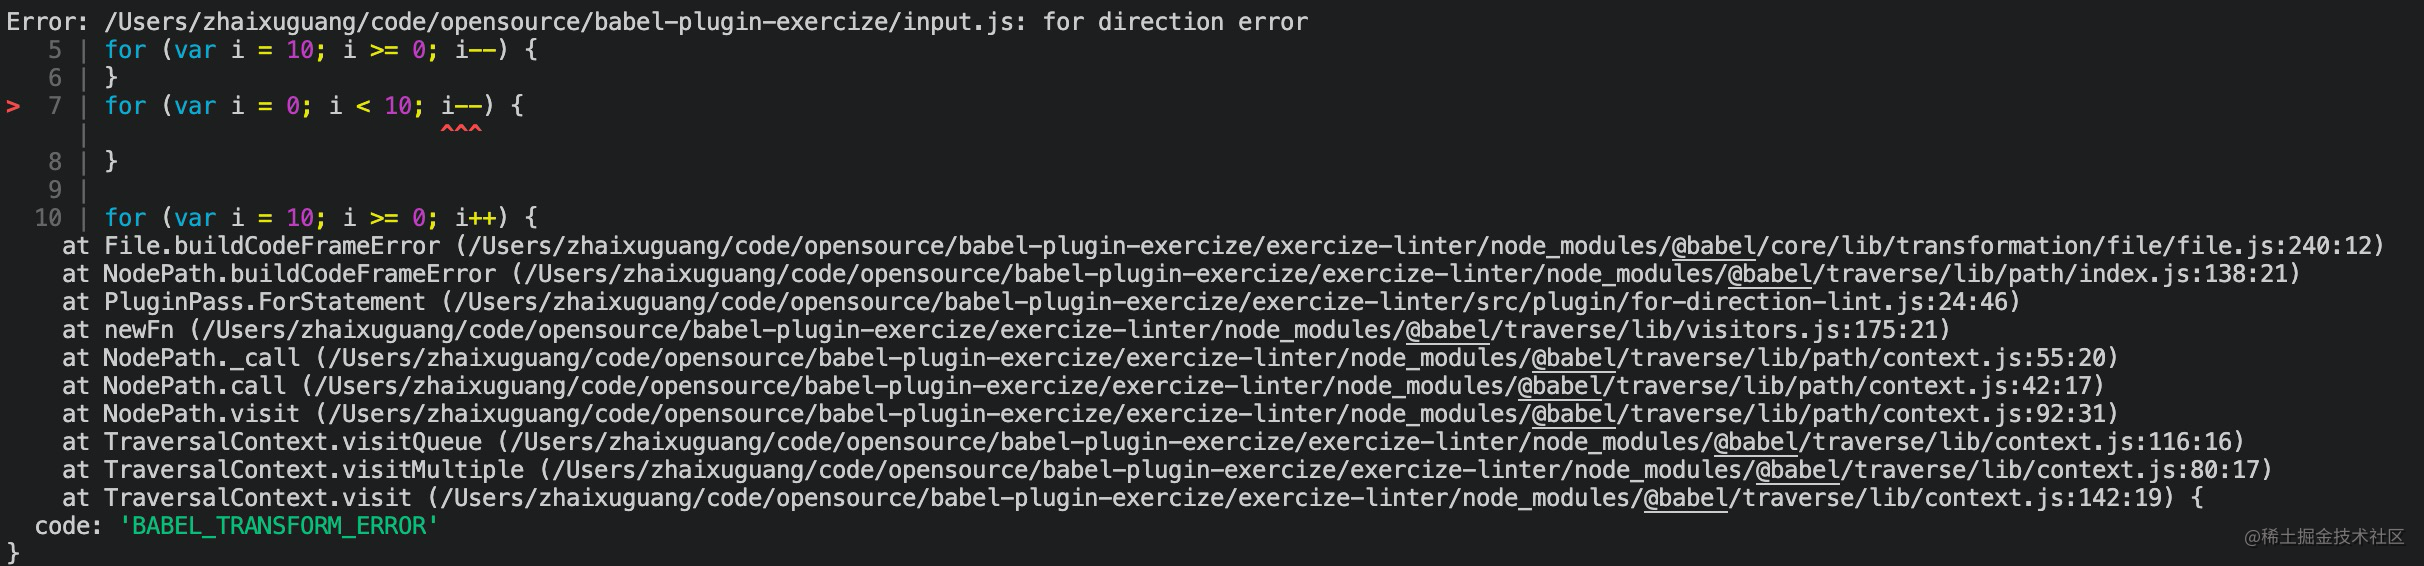 Error: /Users/zhaixuguang/code/opensource/babel-plugin-exercize/input.js: for direction error
   5 | for (var i = 10; i >= 0; i--) {
   6 | }
>  7 | for (var i = 0; i < 10; i--) {
     |                         ^^^
   8 | }
   9 |
  10 | for (var i = 10; i >= 0; i++) {
    at File.buildCodeFrameError (/Users/zhaixuguang/code/opensource/babel-plugin-exercize/exercize-linter/node_modules/@babel/core/lib/transformation/file/file.js:240:12)
    at NodePath.buildCodeFrameError (/Users/zhaixuguang/code/opensource/babel-plugin-exercize/exercize-linter/node_modules/@babel/traverse/lib/path/index.js:138:21)
    at PluginPass.ForStatement (/Users/zhaixuguang/code/opensource/babel-plugin-exercize/exercize-linter/src/plugin/for-direction-lint.js:24:46)
    at newFn (/Users/zhaixuguang/code/opensource/babel-plugin-exercize/exercize-linter/node_modules/@babel/traverse/lib/visitors.js:175:21)
    at NodePath._call (/Users/zhaixuguang/code/opensource/babel-plugin-exercize/exercize-linter/node_modules/@babel/traverse/lib/path/context.js:55:20)
    at NodePath.call (/Users/zhaixuguang/code/opensource/babel-plugin-exercize/exercize-linter/node_modules/@babel/traverse/lib/path/context.js:42:17)
    at NodePath.visit (/Users/zhaixuguang/code/opensource/babel-plugin-exercize/exercize-linter/node_modules/@babel/traverse/lib/path/context.js:92:31)
    at TraversalContext.visitQueue (/Users/zhaixuguang/code/opensource/babel-plugin-exercize/exercize-linter/node_modules/@babel/traverse/lib/context.js:116:16)
    at TraversalContext.visitMultiple (/Users/zhaixuguang/code/opensource/babel-plugin-exercize/exercize-linter/node_modules/@babel/traverse/lib/context.js:80:17)
    at TraversalContext.visit (/Users/zhaixuguang/code/opensource/babel-plugin-exercize/exercize-linter/node_modules/@babel/traverse/lib/context.js:142:19) {
  code: 'BABEL_TRANSFORM_ERROR'
}
@稀土掘金技术社区